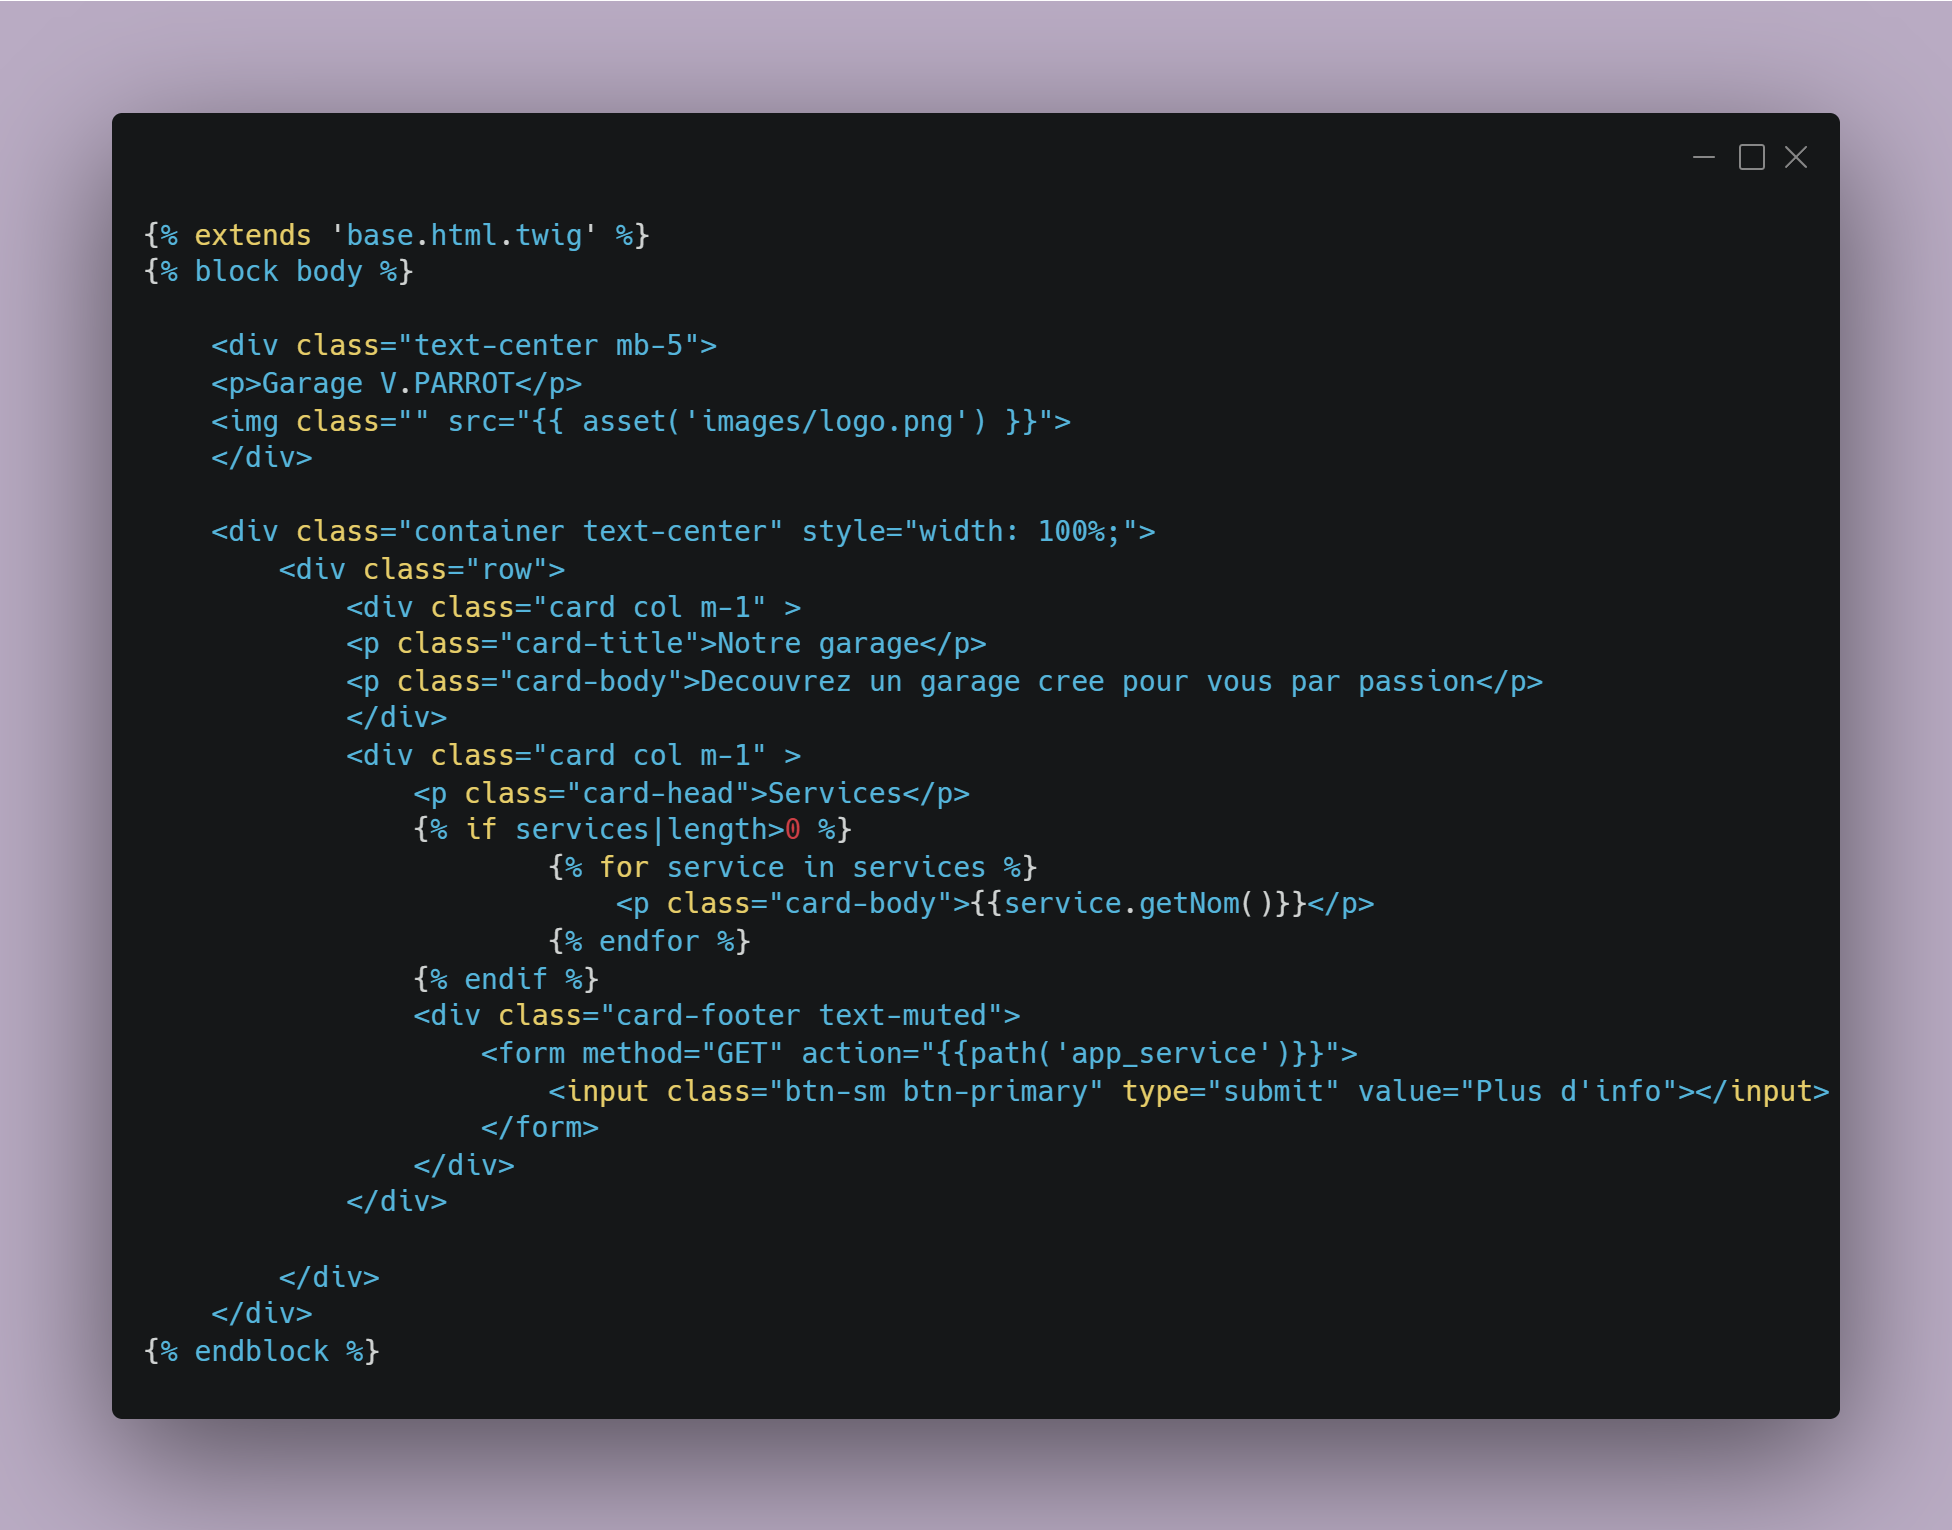 {% extends 'base.html.twig' %}
{% block body %}

    <div class="text-center mb-5">
    <p>Garage V.PARROT</p>
    <img class="" src="{{ asset('images/logo.png') }}">
    </div>

    <div class="container text-center" style="width: 100%;">
        <div class="row">
            <div class="card col m-1" >
            <p class="card-title">Notre garage</p>
            <p class="card-body">Decouvrez un garage cree pour vous par passion</p>
            </div>
            <div class="card col m-1" >
                <p class="card-head">Services</p>
                {% if services|length>0 %}
                        {% for service in services %}
                            <p class="card-body">{{service.getNom()}}</p>
                        {% endfor %}
                {% endif %}
                <div class="card-footer text-muted">
                    <form method="GET" action="{{path('app_service')}}">
                        <input class="btn-sm btn-primary" type="submit" value="Plus d'info"></input>
                    </form>
                </div>
            </div>

        </div>
    </div>
{% endblock %}